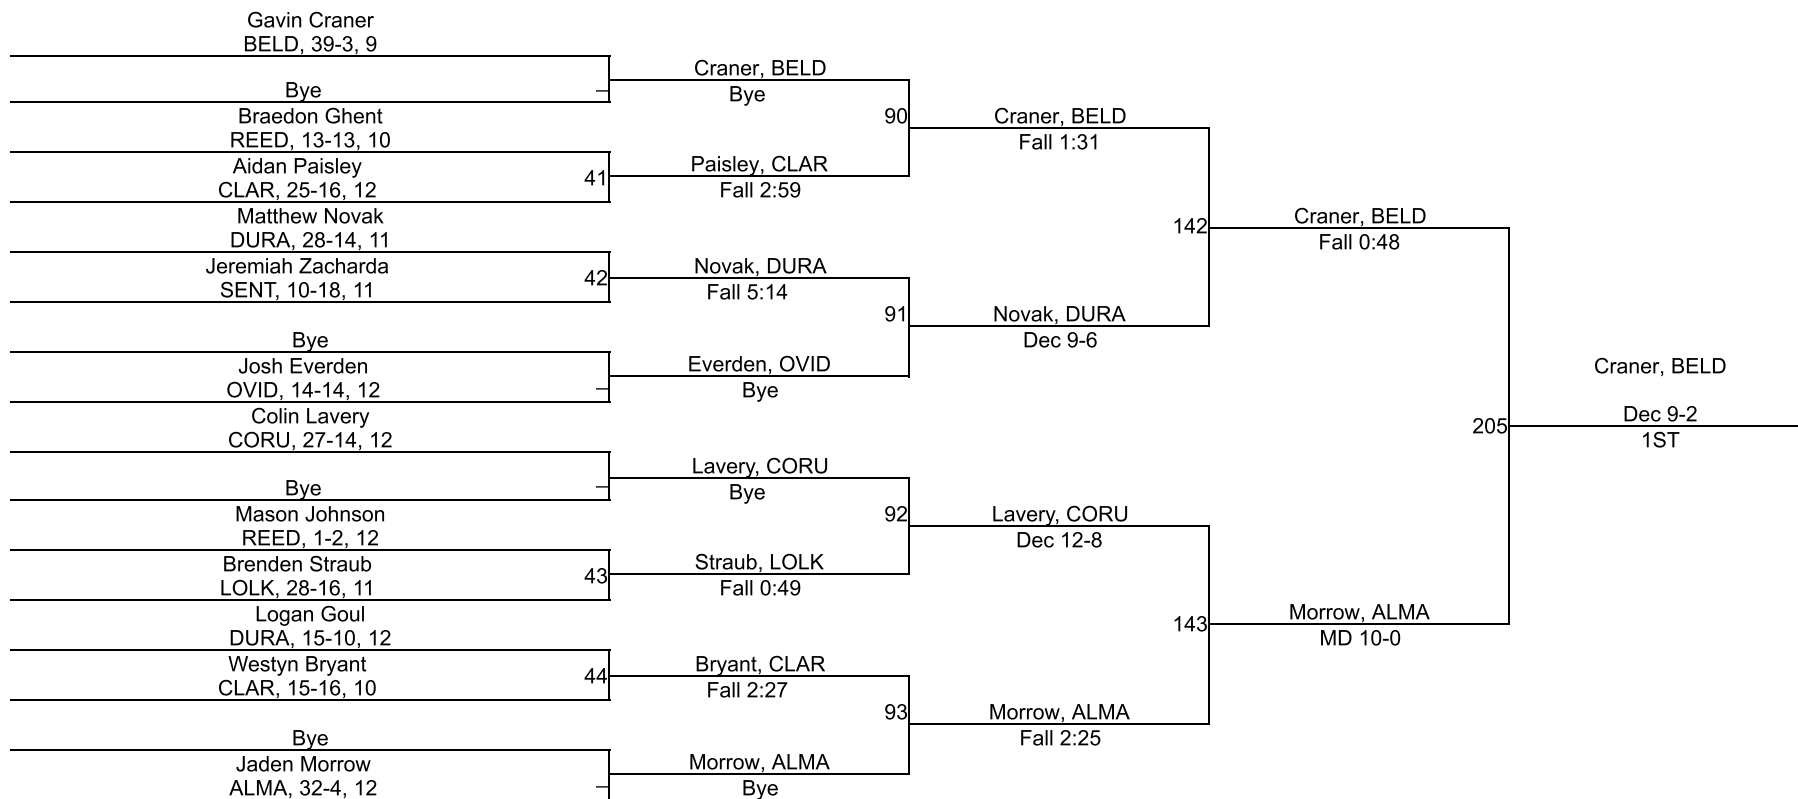 Gavin Craner
BELD, 39-3, 9
Bye
Braedon Ghent
REED, 13-13, 10
Aidan Paisley
CLAR, 25-16, 12
Matthew Novak
DURA, 28-14, 11
Jeremiah Zacharda
SENT, 10-18, 11
Bye
Josh Everden
OVID, 14-14, 12
Colin Lavery
CORU, 27-14, 12
Bye
Mason Johnson
REED, 1-2, 12
Brenden Straub
LOLK, 28-16, 11
Logan Goul
DURA, 15-10, 12
Westyn Bryant
CLAR, 15-16, 10
Bye
Jaden Morrow
ALMA, 32-4, 12
41
42
43
44
Craner, BELD
Bye
Paisley, CLAR
Fall 2:59
Novak, DURA
Fall 5:14
Everden, OVID
Bye
Lavery, CORU
Bye
Straub, LOLK
Fall 0:49
Bryant, CLAR
Fall 2:27
Morrow, ALMA
Bye
90
91
92
93
Craner, BELD
Fall 1:31
Novak, DURA
Dec 9-6
Lavery, CORU
Dec 12-8
Morrow, ALMA
Fall 2:25
142
143
Craner, BELD
Fall 0:48
Morrow, ALMA
MD 10-0
205
Craner, BELD
Dec 9-2
1ST